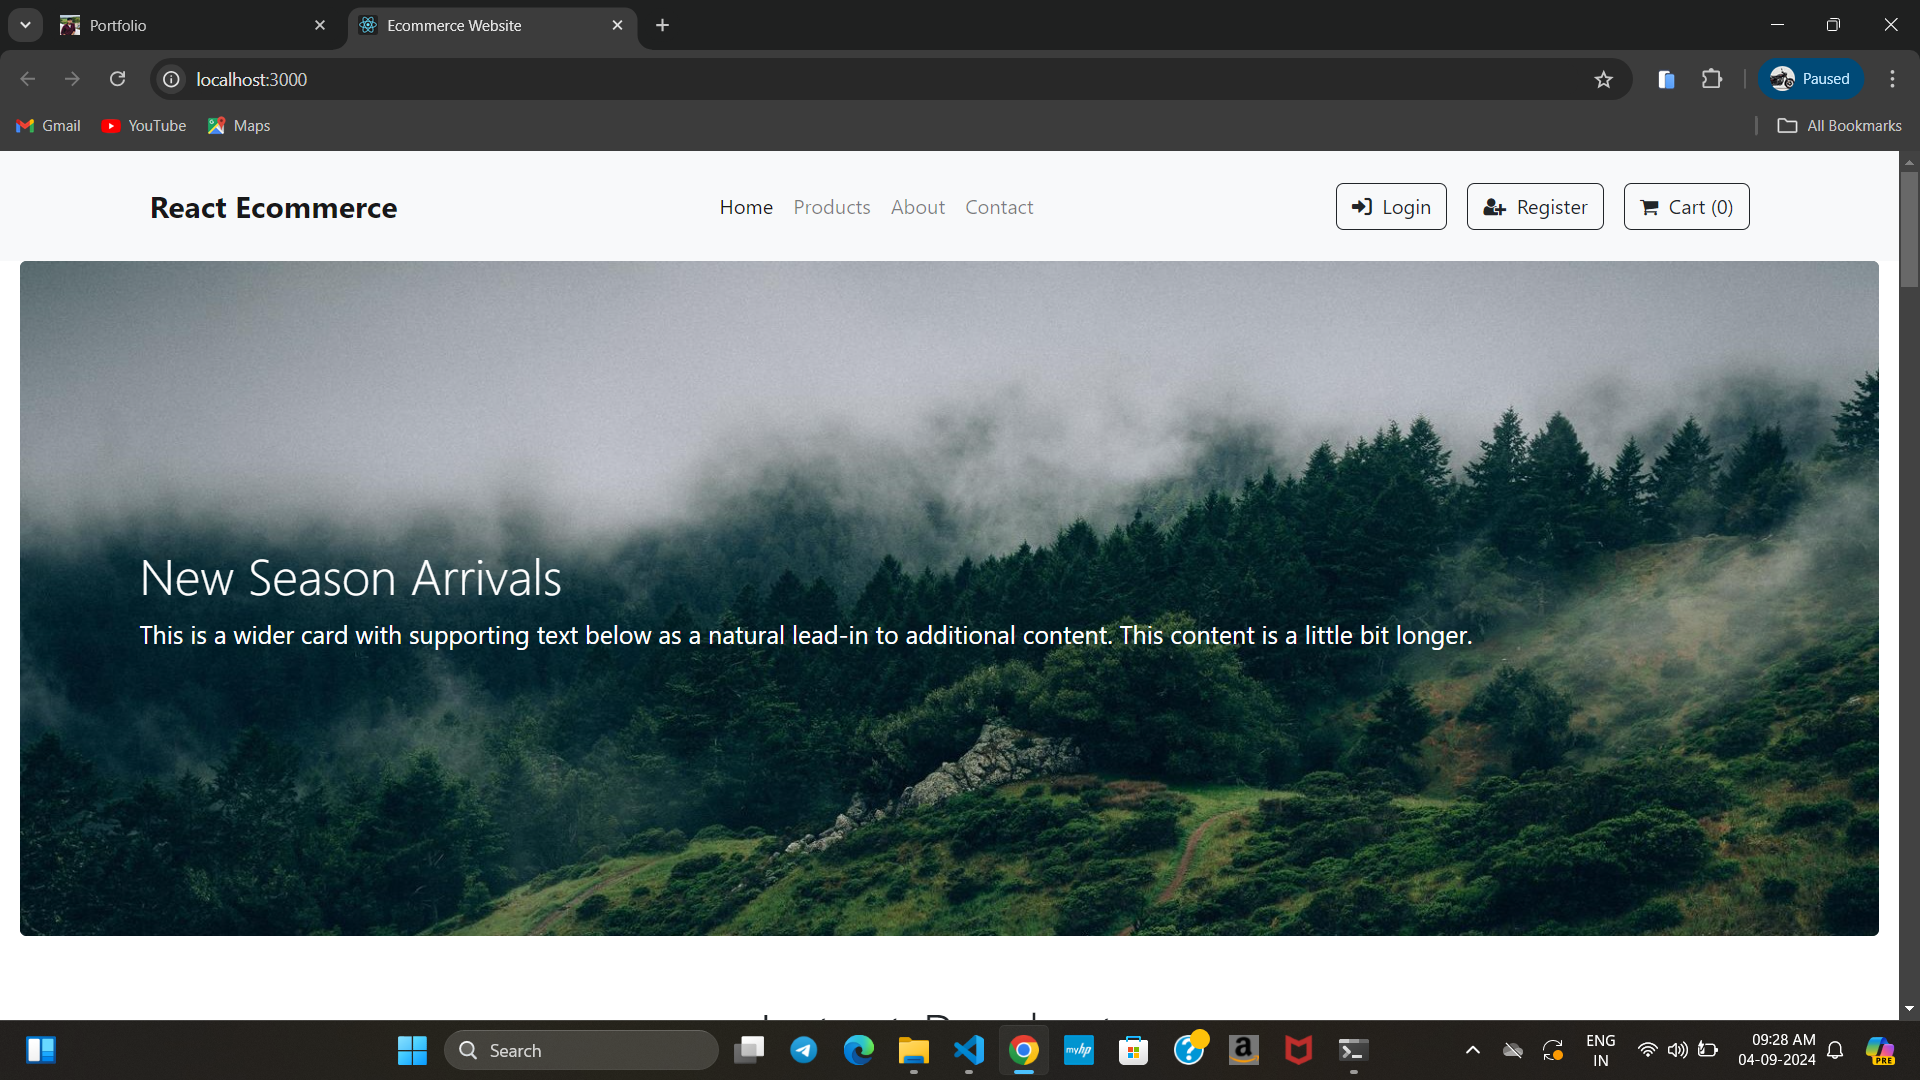 Portfolio
Ecommerce Website
localhost:3000
Paused
Gmail
YouTube
Maps
All Bookmarks
React Ecommerce
Home
Products
About
Contact
Login
Register
Cart (0)
New Season Arrivals
This is a wider card with supporting text below as a natural lead-in to additional content. This content is a little bit longer.
Search
myhp
ENG
IN
09:28 AM
04-09-2024
PRE